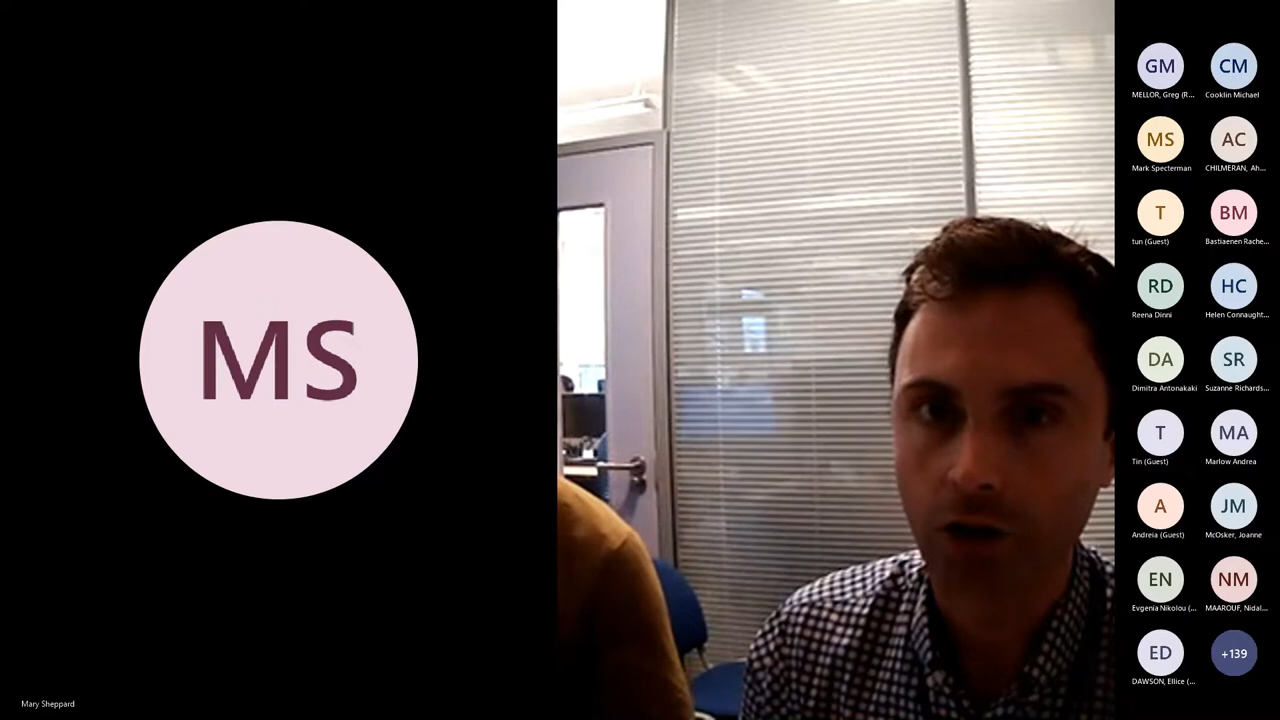 MS
Mary Sheppard
GM CM
MELLOR, Greg (R... Cooklin Michael
MS AC
Mark Specterman CHILMERAN, Ah...
T BM
tun (Guest) Bastiaenen Rache...
RD HC
Reena Dinni Helen Connaught...
DA SR
Dimitra Antonakaki Suzanne Richards...
T MA
Tin (Guest) Marlow Andrea
A JM
Andreia (Guest) McOsker, Joanne
EN NM
Evgenia Nikolou (... MAAROUF, Nidal...
ED +139
DAWSON, Ellice (...